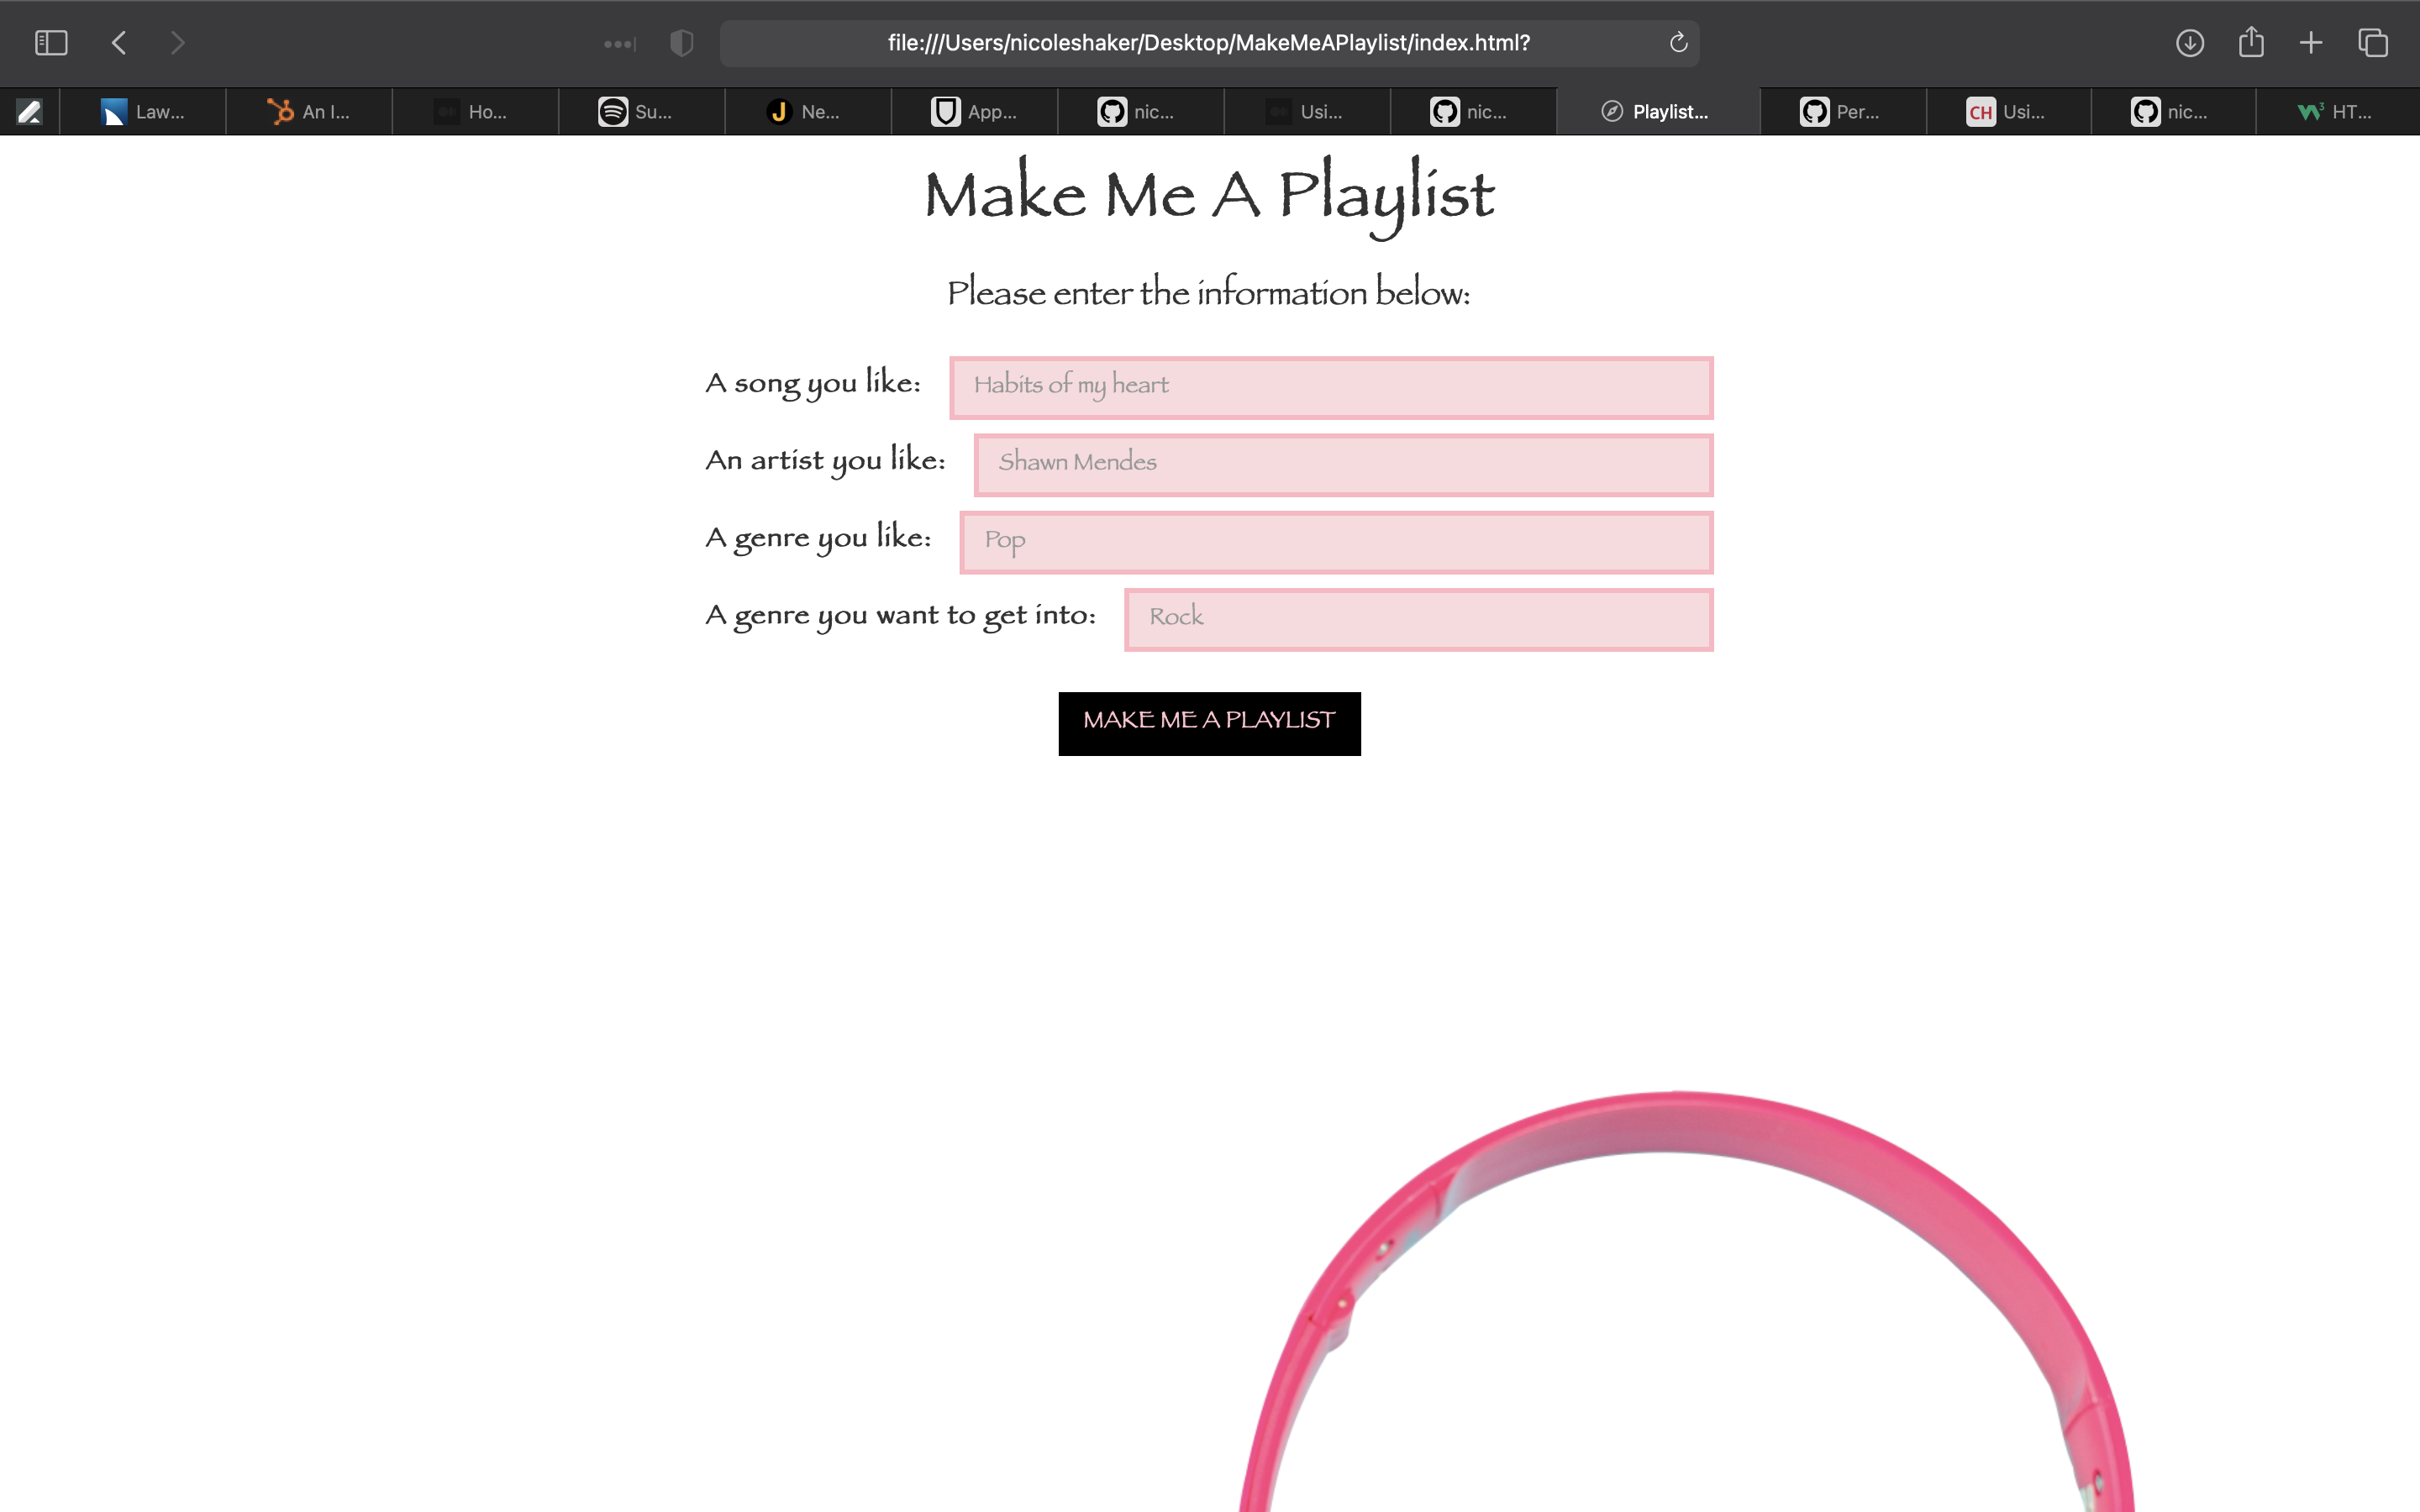 file:///Users/nicoleshaker/Desktop/MakeMeAPlaylist/index.html?
Law... An I... Ho... Su... J Ne... App... nic... Usi... nic... Playlist... Per... CH Usi... nic... W3 HT...
Make Me A Playlist
Please enter the information below:
A song you like: Habits of my heart
An artist you like: Shawn Mendes
A genre you like: Pop
A genre you want to get into: Rock
MAKE ME A PLAYLIST